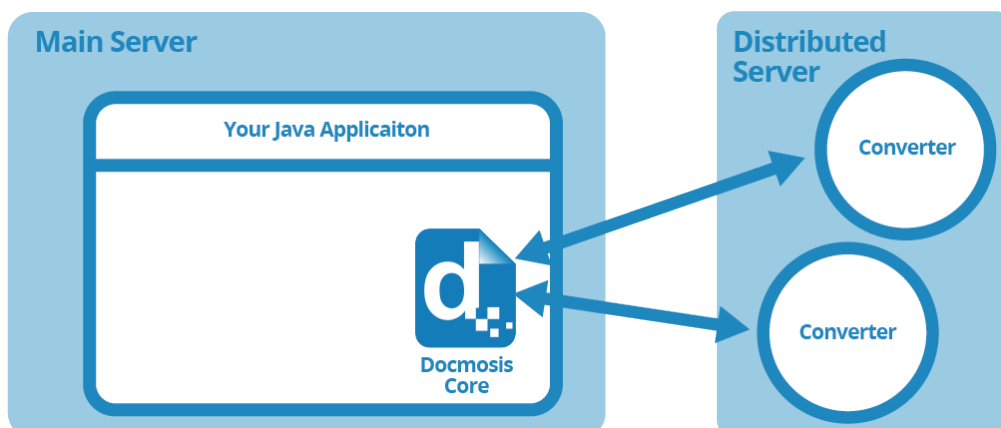 Main Server
Your Java Applicaiton
d
Docmosis
Core
Distributed
Server
Converter
Converter